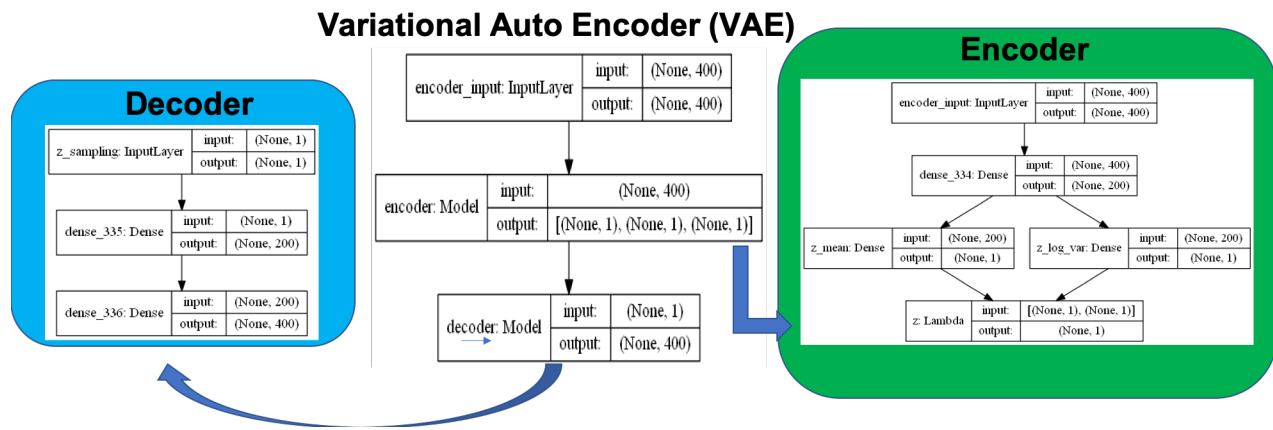 Variational Auto Encoder (VAE)
Decoder
z_sampling: InputLayer
input: (None, 1)
output: (None, 1)
dense_335: Dense
input: (None, 1)
output: (None, 200)
dense_336: Dense
input: (None, 200)
output: (None, 400)
encoder_input: InputLayer
input: (None, 400)
output: (None, 400)
encoder: Model
input: (None, 400)
output: [(None, 1), (None, 1), (None, 1)]
decoder: Model
input: (None, 1)
output: (None, 400)
Encoder
encoder_input: InputLayer
input: (None, 400)
output: (None, 400)
dense_334: Dense
input: (None, 400)
output: (None, 200)
z_mean: Dense
input: (None, 200)
output: (None, 1)
z_log_var: Dense
input: (None, 200)
output: (None, 1)
z: Lambda
input: [(None, 1), (None, 1)]
output: (None, 1)